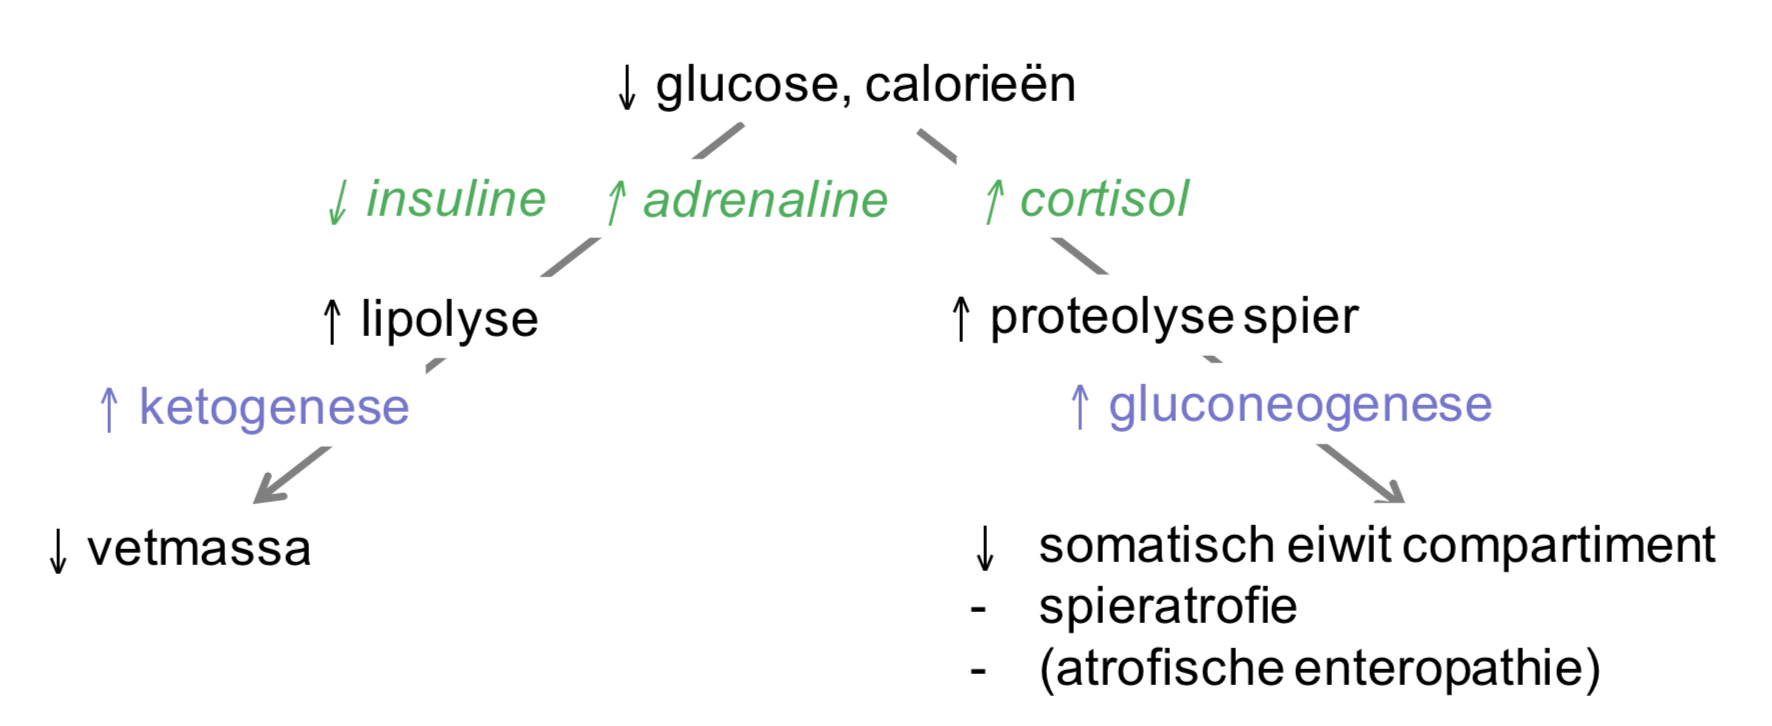 ↓ glucose, calorieën
↓ insuline ↑ adrenaline ↑ cortisol
↑ lipolyse ↑ proteolyse spier
↑ ketogenese ↑ gluconeogenese
↓ vetmassa ↓ somatisch eiwit compartiment
- spieratrofie
- (atrofische enteropathie)